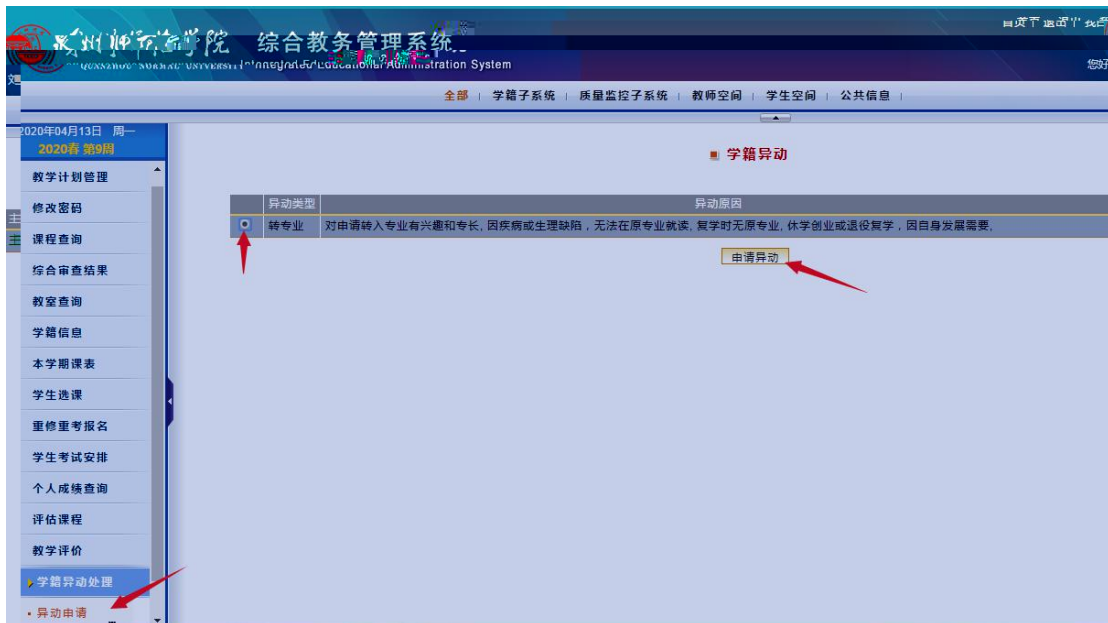 综合教务管理系统
Educational Administration System
您好
全部 | 学籍子系统 | 质量监控子系统 | 教师空间 | 学生空间 | 公共信息 |
2020年04月13日 周一
2020春 第9周
教学计划管理
修改密码
课程查询
综合审查结果
教室查询
学籍信息
本学期课表
学生选课
重修重考报名
学生考试安排
个人成绩查询
评估课程
教学评价
学籍异动处理
异动申请
学籍异动
异动类型 异动原因
转专业 对申请转入专业有兴趣和专长, 因疾病或生理缺陷，无法在原专业就读, 复学时无原专业, 休学创业或退役复学，因自身发展需要,
申请异动